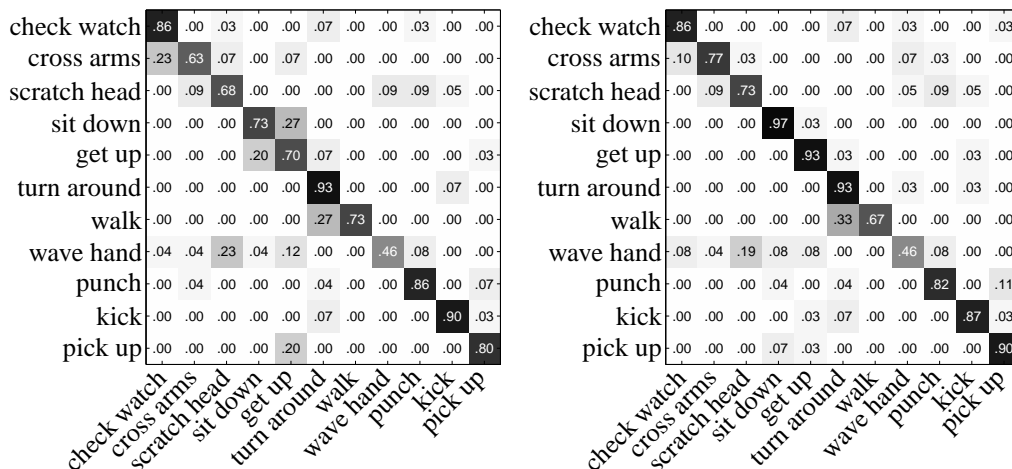 check watch .86 .00 .03 .00 .00 .07 .00 .00 .03 .00 .00
cross arms .23 .63 .07 .00 .07 .00 .00 .00 .00 .00 .00
scratch head .00 .09 .68 .00 .00 .00 .00 .09 .09 .05 .00
sit down .00 .00 .00 .73 .27 .00 .00 .00 .00 .00 .00
get up .00 .00 .00 .20 .70 .07 .00 .00 .00 .00 .03
turn around .00 .00 .00 .00 .00 .93 .00 .00 .00 .07 .00
walk .00 .00 .00 .00 .00 .27 .73 .00 .00 .00 .00
wave hand .04 .04 .23 .04 .12 .00 .00 .46 .08 .00 .00
punch .00 .04 .00 .00 .00 .04 .00 .00 .86 .00 .07
kick .00 .00 .00 .00 .00 .07 .00 .00 .00 .90 .03
pick up .00 .00 .00 .00 .20 .00 .00 .00 .00 .00 .80
check watch
cross arms
scratch head
sit down
get up
turn around
walk
wave hand
punch
kick
pick up
check watch .86 .00 .00 .00 .00 .07 .00 .03 .00 .00 .03
cross arms .10 .77 .03 .00 .00 .00 .00 .07 .03 .00 .00
scratch head .00 .09 .73 .00 .00 .00 .00 .05 .09 .05 .00
sit down .00 .00 .00 .97 .03 .00 .00 .00 .00 .00 .00
get up .00 .00 .00 .00 .93 .03 .00 .00 .00 .03 .00
turn around .00 .00 .00 .00 .00 .93 .00 .03 .00 .03 .00
walk .00 .00 .00 .00 .00 .33 .67 .00 .00 .00 .00
wave hand .08 .04 .19 .08 .08 .00 .00 .46 .08 .00 .00
punch .00 .00 .00 .04 .00 .04 .00 .00 .82 .00 .11
kick .00 .00 .00 .00 .03 .07 .00 .00 .00 .87 .03
pick up .00 .00 .00 .07 .03 .00 .00 .00 .00 .00 .90
check watch
cross arms
scratch head
sit down
get up
turn around
walk
wave hand
punch
kick
pick up